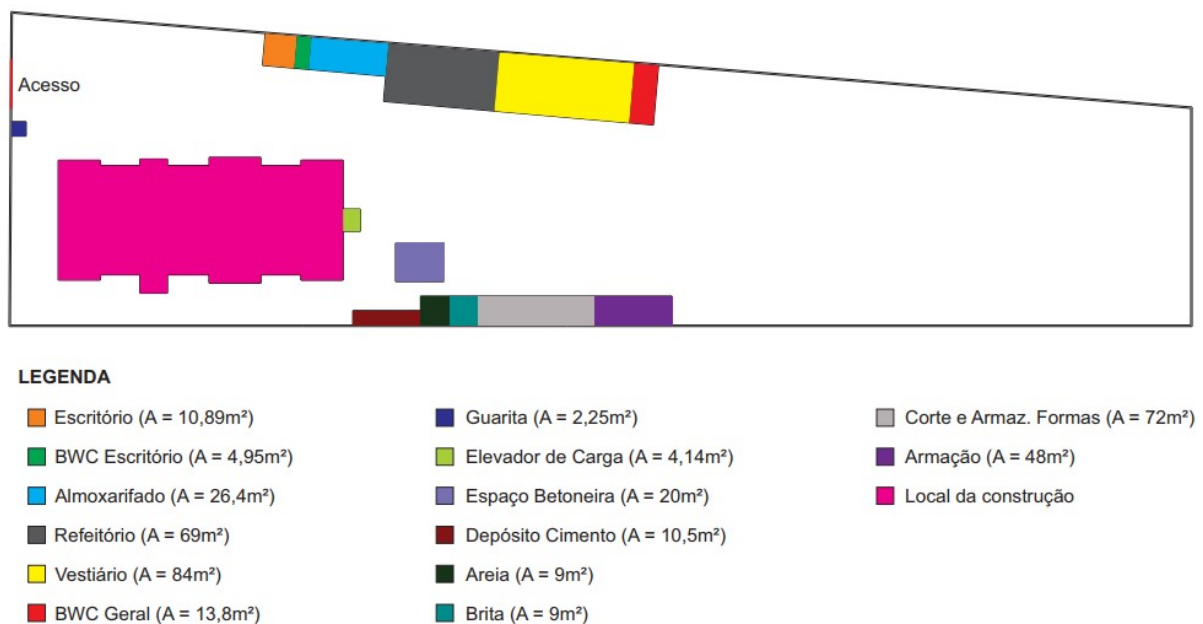 Acesso
LEGENDA
Escritório (A = 10,89m²)
BWC Escritório (A = 4,95m²)
Almoxarifado (A = 26,4m²)
Refeitório (A = 69m²)
Vestiário (A = 84m²)
BWC Geral (A = 13,8m²)
Guarita (A = 2,25m²)
Elevador de Carga (A = 4,14m²)
Espaço Betoneira (A = 20m²)
Depósito Cimento (A = 10,5m²)
Areia (A = 9m²)
Brita (A = 9m²)
Corte e Armaz. Formas (A = 72m²)
Armação (A = 48m²)
Local da construção